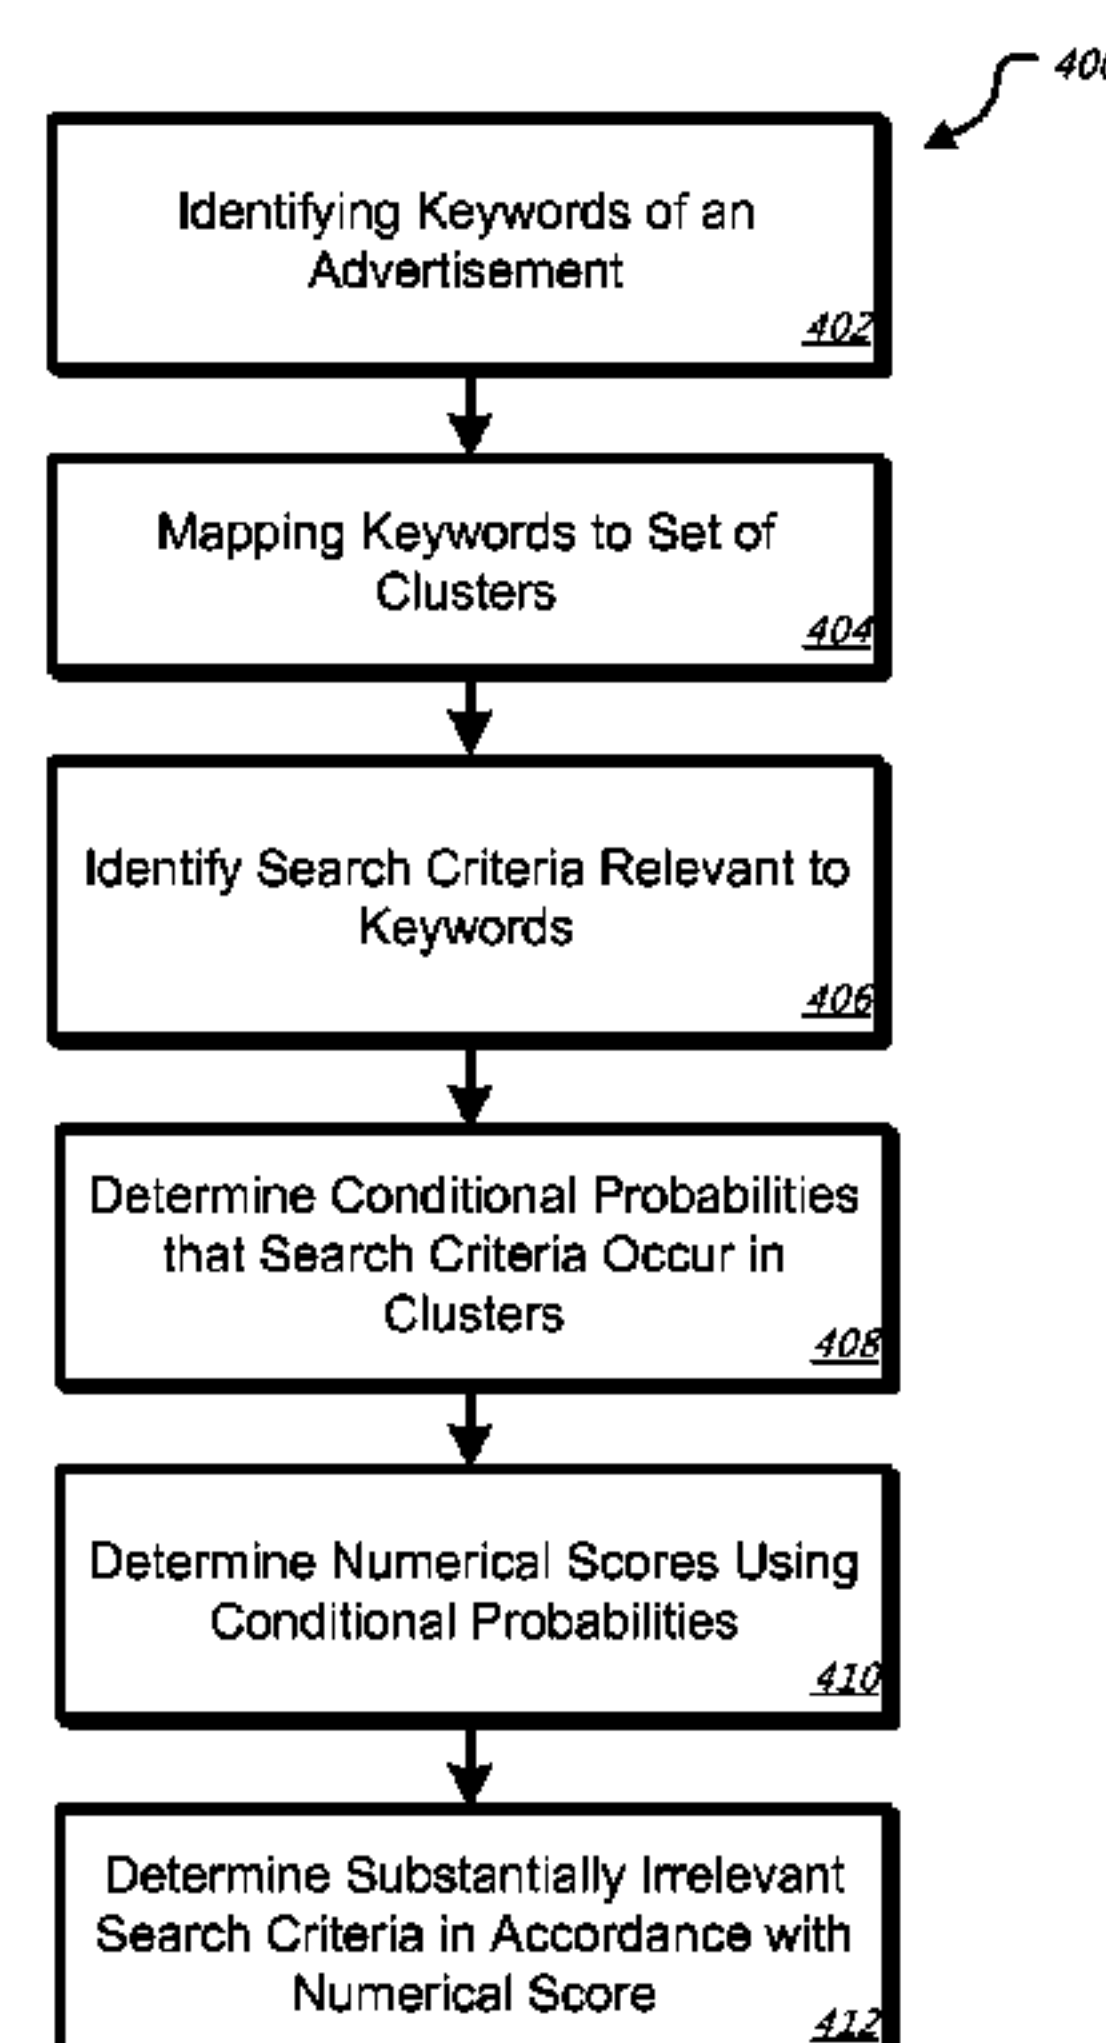 400
Identifying Keywords of an
Advertisement
402
Mapping Keywords to Set of
Clusters
404
Identify Search Criteria Relevant to
Keywords
406
Determine Conditional Probabilities
that Search Criteria Occur in
Clusters
408
Determine Numerical Scores Using
Conditional Probabilities
410
Determine Substantially Irrelevant
Search Criteria in Accordance with
Numerical Score
412